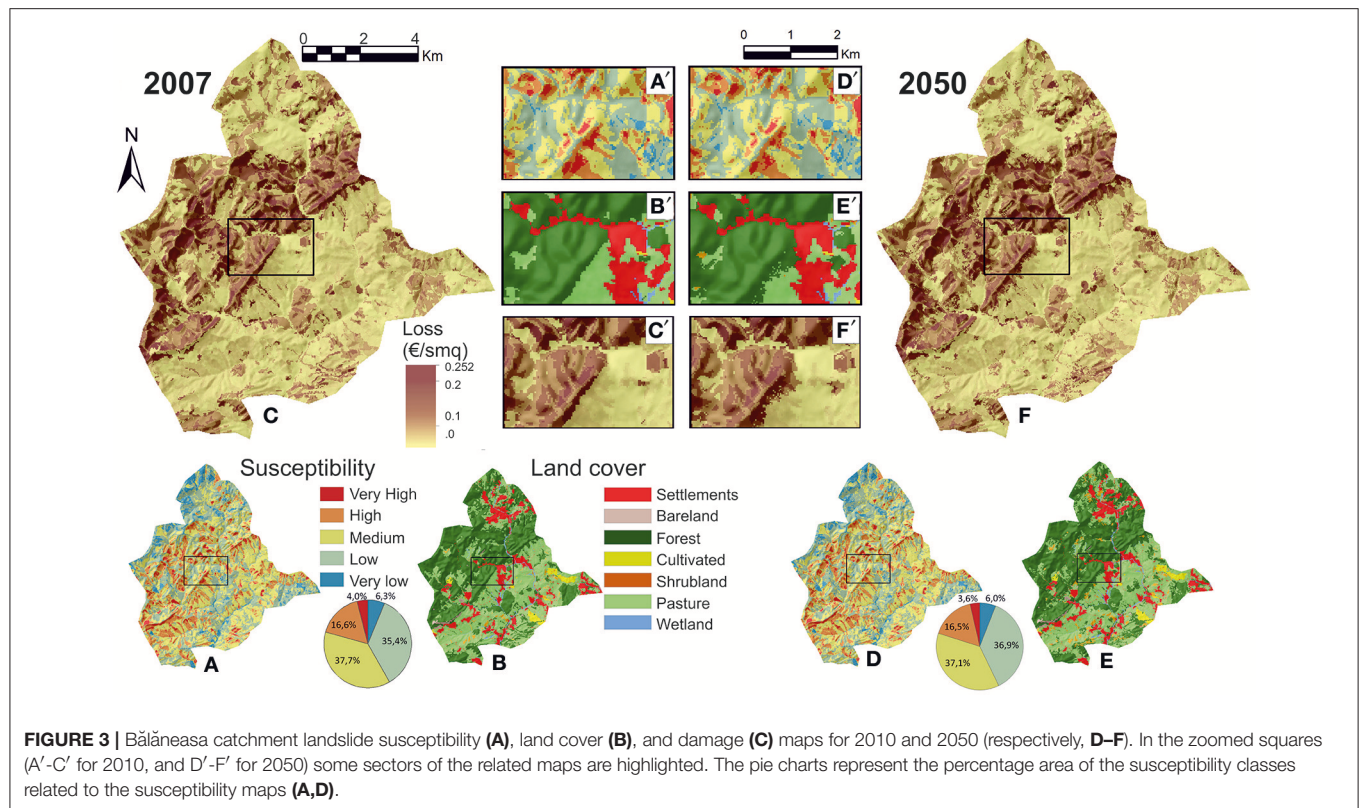 0 2 4
Km
0 1 2
Km
2007
2050
N
A′
D′
B′
E′
C′
F′
Loss
(€/smq)
0.252
0.2
0.1
.0
C
F
Susceptibility
Very High
High
Medium
Low
Very low
Land cover
Settlements
Bareland
Forest
Cultivated
Shrubland
Pasture
Wetland
4,0%
6,3%
16,6%
35,4%
37,7%
3,6%
6,0%
16,5%
36,9%
37,1%
A
B
D
E
FIGURE 3 | Bălăneasa catchment landslide susceptibility (A), land cover (B), and damage (C) maps for 2010 and 2050 (respectively, D–F). In the zoomed squares
(A′-C′ for 2010, and D′-F′ for 2050) some sectors of the related maps are highlighted. The pie charts represent the percentage area of the susceptibility classes
related to the susceptibility maps (A,D).